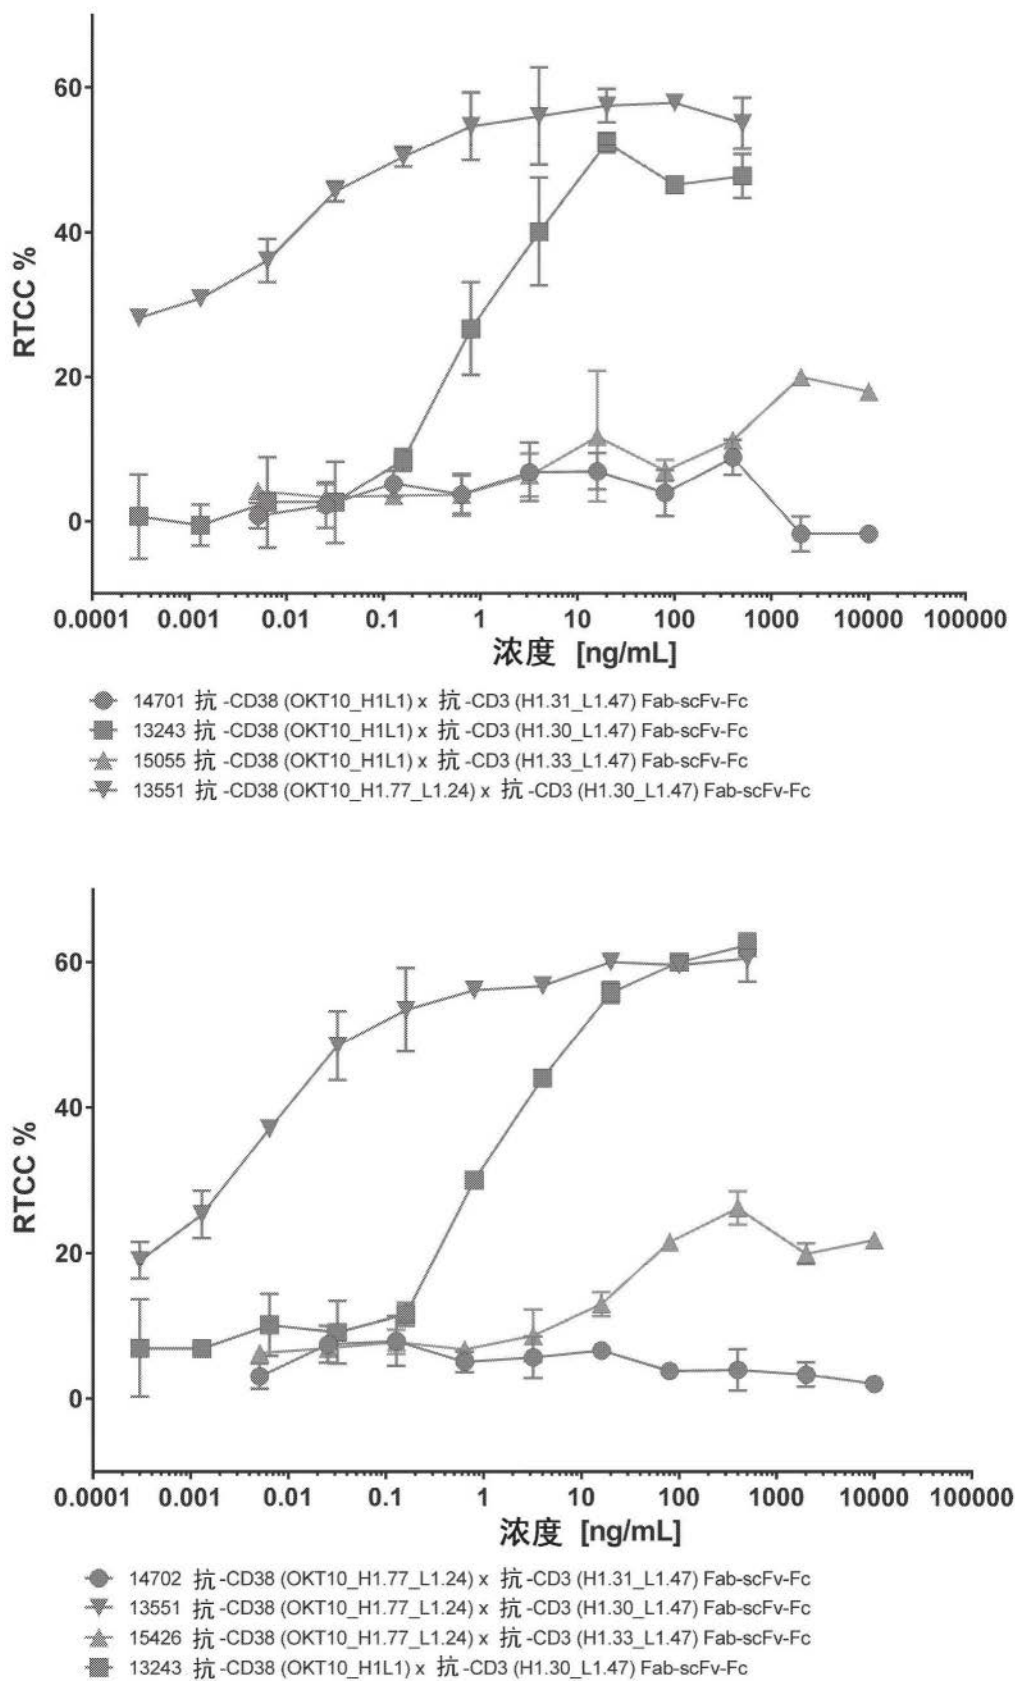 60
40
20
0
RTCC %
0.0001 0.001 0.01 0.1 1 10 100 1000 10000 100000
浓度 [ng/mL]
14701 抗 -CD38 (OKT10_H1L1) x 抗 -CD3 (H1.31_L1.47) Fab-scFv-Fc
13243 抗 -CD38 (OKT10_H1L1) x 抗 -CD3 (H1.30_L1.47) Fab-scFv-Fc
15055 抗 -CD38 (OKT10_H1L1) x 抗 -CD3 (H1.33_L1.47) Fab-scFv-Fc
13551 抗 -CD38 (OKT10_H1.77_L1.24) x 抗 -CD3 (H1.30_L1.47) Fab-scFv-Fc
60
40
20
0
RTCC %
0.0001 0.001 0.01 0.1 1 10 100 1000 10000 100000
浓度 [ng/mL]
14702 抗 -CD38 (OKT10_H1.77_L1.24) x 抗 -CD3 (H1.31_L1.47) Fab-scFv-Fc
13551 抗 -CD38 (OKT10_H1.77_L1.24) x 抗 -CD3 (H1.30_L1.47) Fab-scFv-Fc
15426 抗 -CD38 (OKT10_H1.77_L1.24) x 抗 -CD3 (H1.33_L1.47) Fab-scFv-Fc
13243 抗 -CD38 (OKT10_H1L1) x 抗 -CD3 (H1.30_L1.47) Fab-scFv-Fc